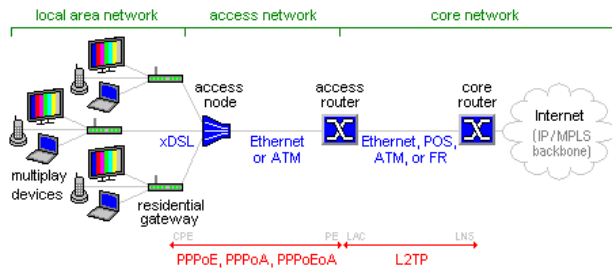 local area network
access network
core network
access
node
access
router
core
router
Internet
(IP/MPLS
backbone)
xDSL
Ethernet
or ATM
Ethernet, POS,
ATM, or FR
multiplay
devices
residential
gateway
CPE
PE
LAC
LNS
PPPoE, PPPoA, PPPoEoA
L2TP